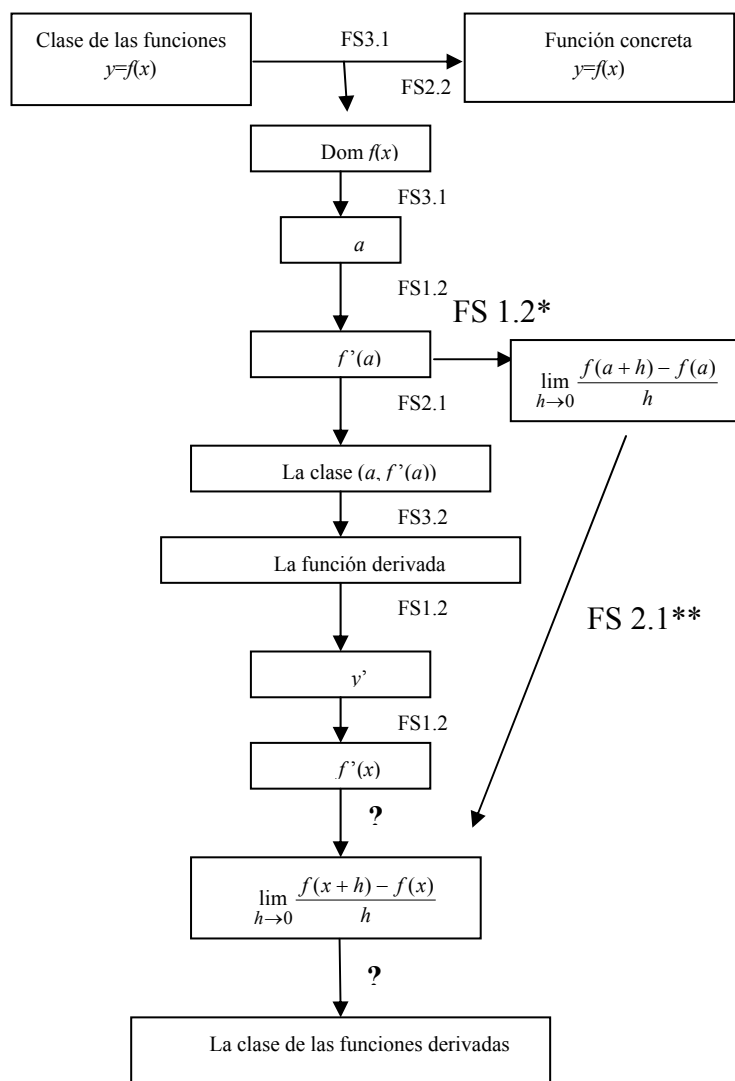 Clase de las funciones
y=f(x)
FS3.1
FS2.2
Función concreta
y=f(x)
Dom f(x)
FS3.1
a
FS1.2
FS 1.2*
f'(a)
lim h→0 f(a + h) − f(a) / h
FS2.1
La clase (a, f'(a))
FS3.2
La función derivada
FS1.2
FS 2.1**
y'
FS1.2
f'(x)
?
lim h→0 f(x + h) − f(x) / h
?
La clase de las funciones derivadas